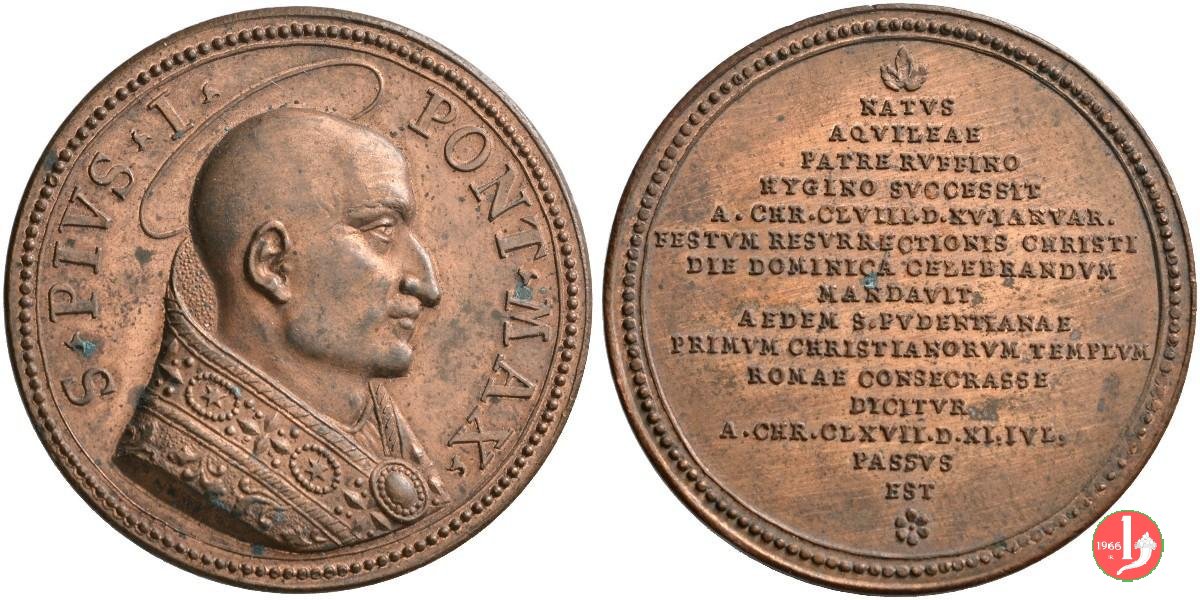 S · PIVS · I · PONT · MAX ·
NATVS
AQVILEAE
PATRE RVFFINO
HYGINO SVCCESSIT
A . CHR . CLVIII . D . XV . IANVAR .
FESTVM RESVRRECTIONIS CHRISTI
DIE DOMINICA CELEBRANDVM
MANDAVIT,
AEDEM S . PVDENTIANAE
PRIMVM CHRISTIANORVM TEMPLVM
ROMAE CONSECRASSE
DICITVR
A . CHR . CLXVII . D . XI . IVL .
PASSVS
EST
1966